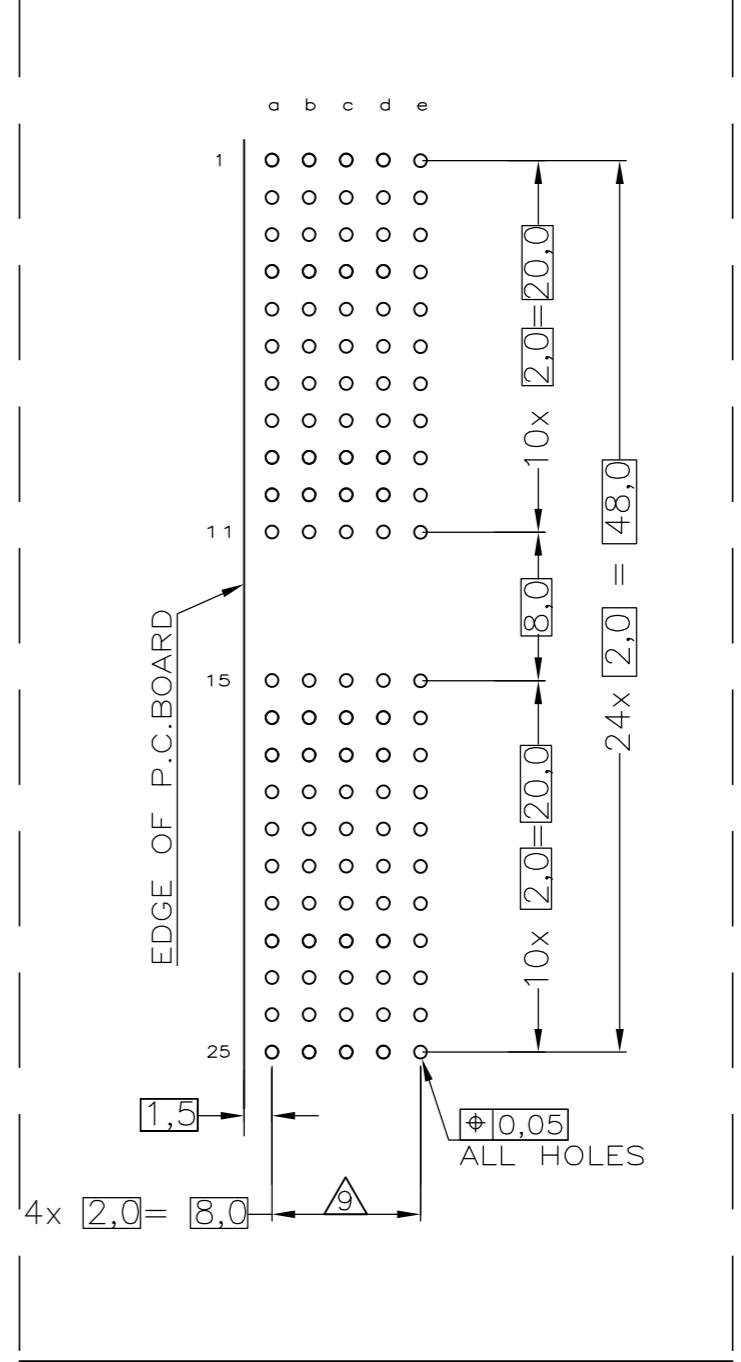 a b c d e
1
10x 2,0=20,0
11
24x 2,0 = 48,0
8,0
EDGE OF P.C.BOARD
15
10x 2,0=20,0
25
1,5
⌖ 0,05
ALL HOLES
4x 2,0= 8,0
9